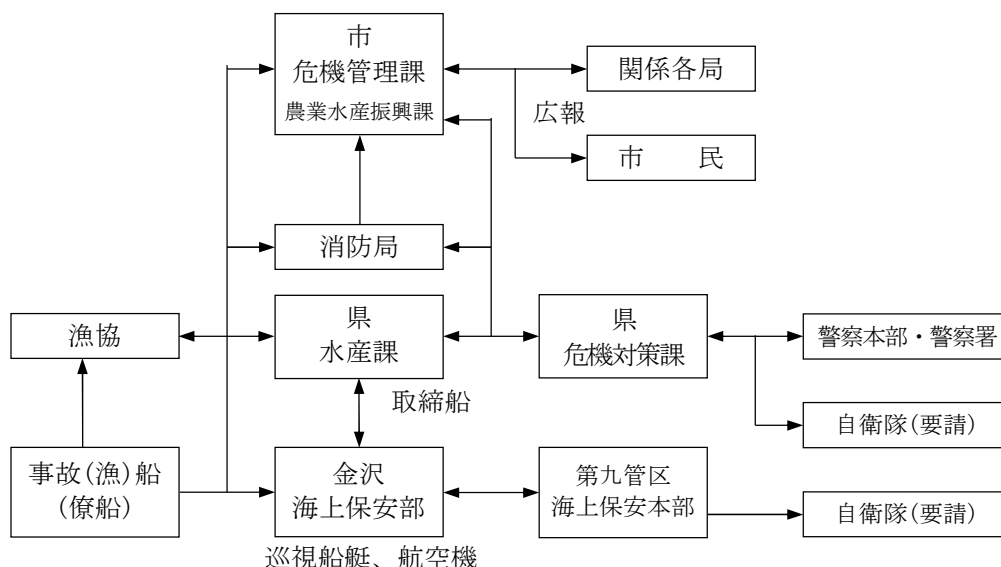 市
危機管理課
農業水産振興課
関係各局
広報
市　　民
消防局
漁協
県
水産課
県
危機対策課
警察本部・警察署
取締船
自衛隊(要請)
事故(漁)船
(僚船)
金沢
海上保安部
第九管区
海上保安本部
自衛隊(要請)
巡視船艇、航空機